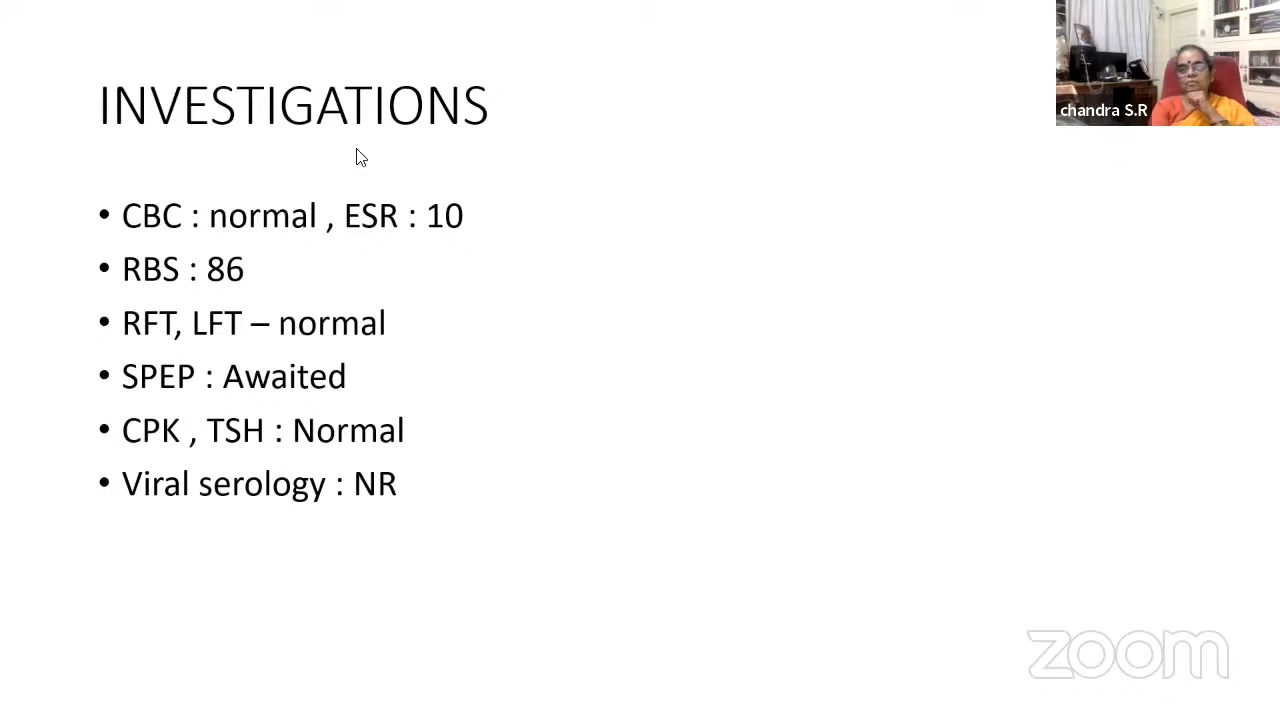 INVESTIGATIONS
chandra S.R
• CBC : normal , ESR : 10
• RBS : 86
• RFT, LFT – normal
• SPEP : Awaited
• CPK , TSH : Normal
• Viral serology : NR
zoom